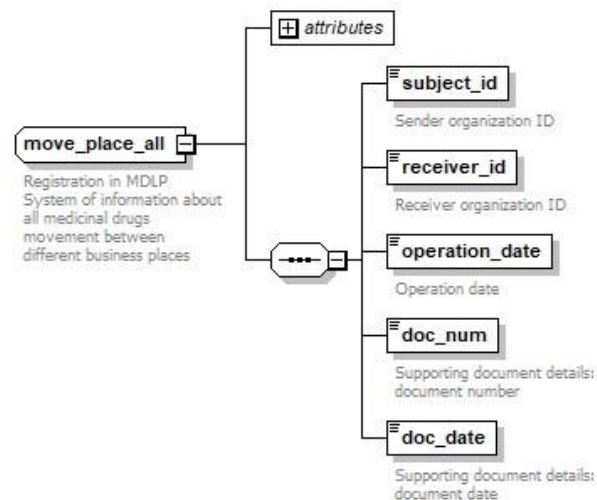 attributes
move_place_all
Registration in MDLP
System of information about
all medicinal drugs
movement between
different business places
subject_id
Sender organization ID
receiver_id
Receiver organization ID
operation_date
Operation date
doc_num
Supporting document details:
document number
doc_date
Supporting document details:
document date